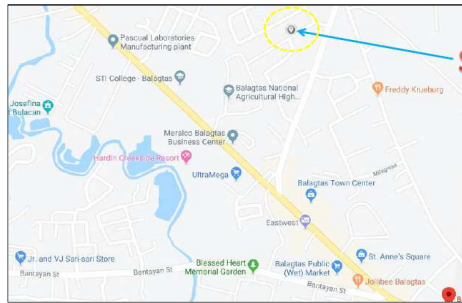 Pascual Laboratories
Manufacturing plant
STI College - Balagtas
Balagtas National
Agricultural High...
Freddy Krueburg
Josefina
of Bulacan
Meralco Balagtas
Business Center
Hardin Creekside Resort
UltraMega
Milagrosa
Balagtas Town Center
Eastwest
Jr. and VJ Sari-sari Store
Bantayan St
Bantayan St
Blessed Heart
Memorial Garden
Balagtas Public
(Wet) Market
St. Anne's Square
Bantayan St
Jollibee Balagtas